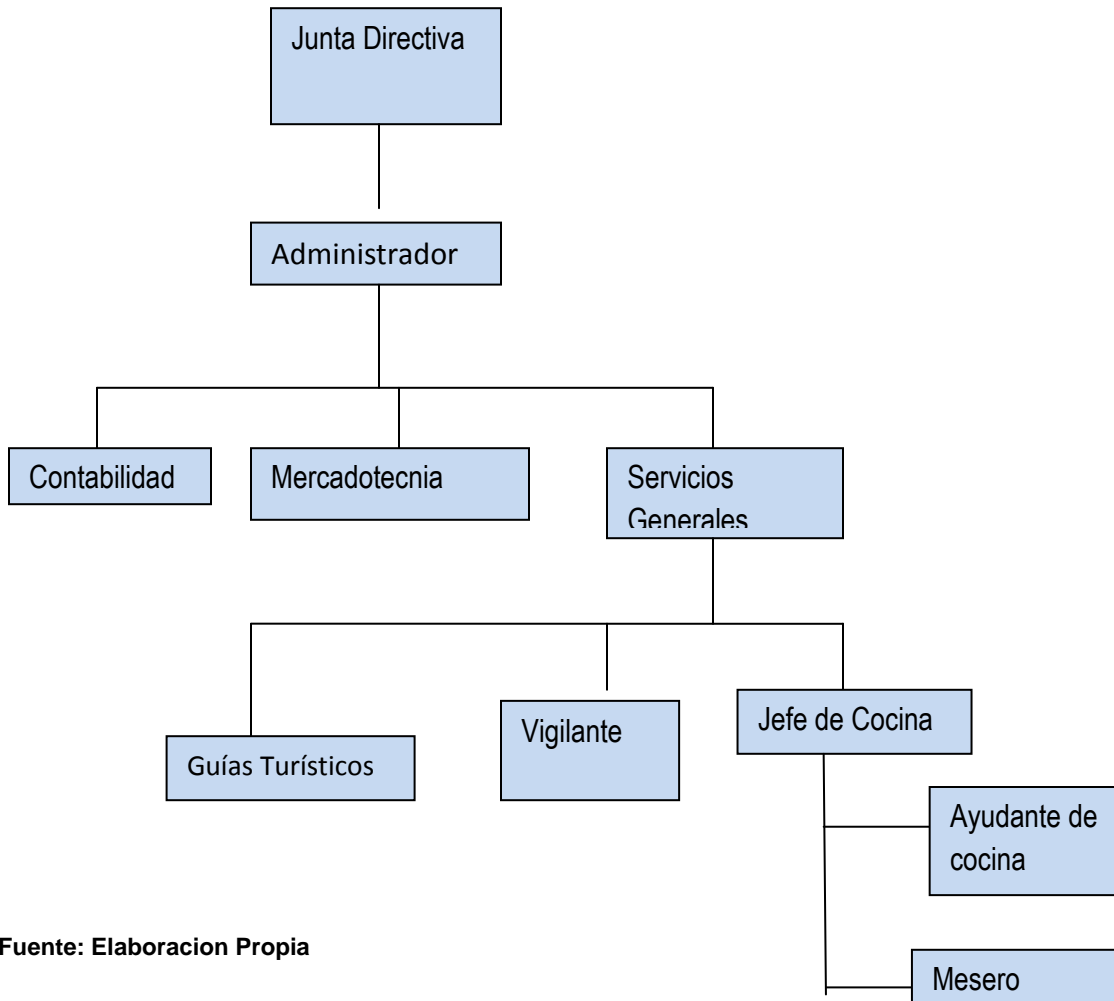 Junta Directiva
Administrador
Contabilidad
Mercadotecnia
Servicios
Generales
Guías Turísticos
Vigilante
Jefe de Cocina
Ayudante de
cocina
Mesero
Fuente: Elaboracion Propia